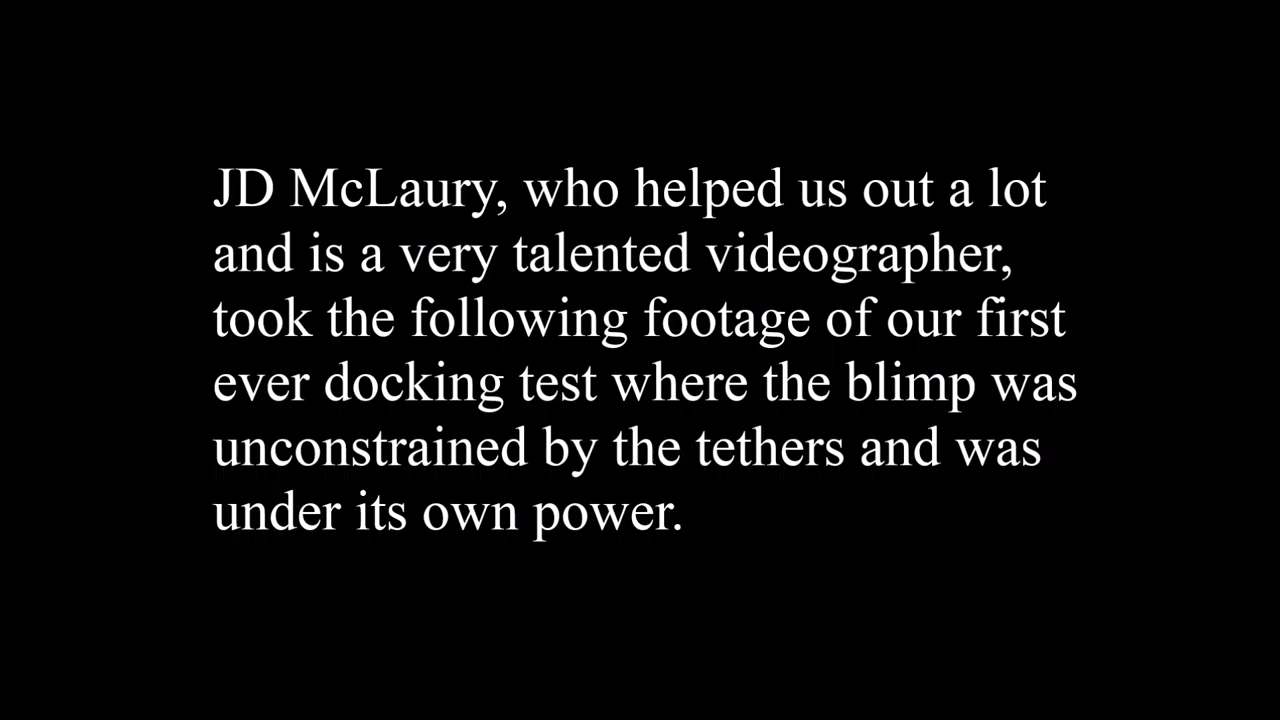 JD McLaury, who helped us out a lot
and is a very talented videographer,
took the following footage of our first
ever docking test where the blimp was
unconstrained by the tethers and was
under its own power.